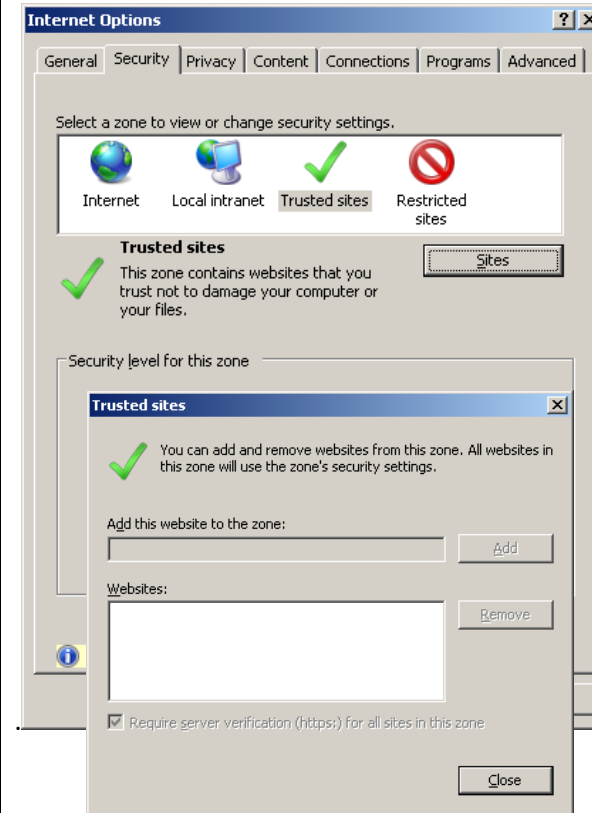 Internet Options
General Security Privacy Content Connections Programs Advanced
Select a zone to view or change security settings.
Internet Local intranet Trusted sites Restricted
sites
Trusted sites
Sites
This zone contains websites that you
trust not to damage your computer or
your files.
Security level for this zone
Trusted sites
You can add and remove websites from this zone. All websites in
this zone will use the zone's security settings.
Add this website to the zone:
Add
Websites:
Remove
Require server verification (https:) for all sites in this zone
.
Close